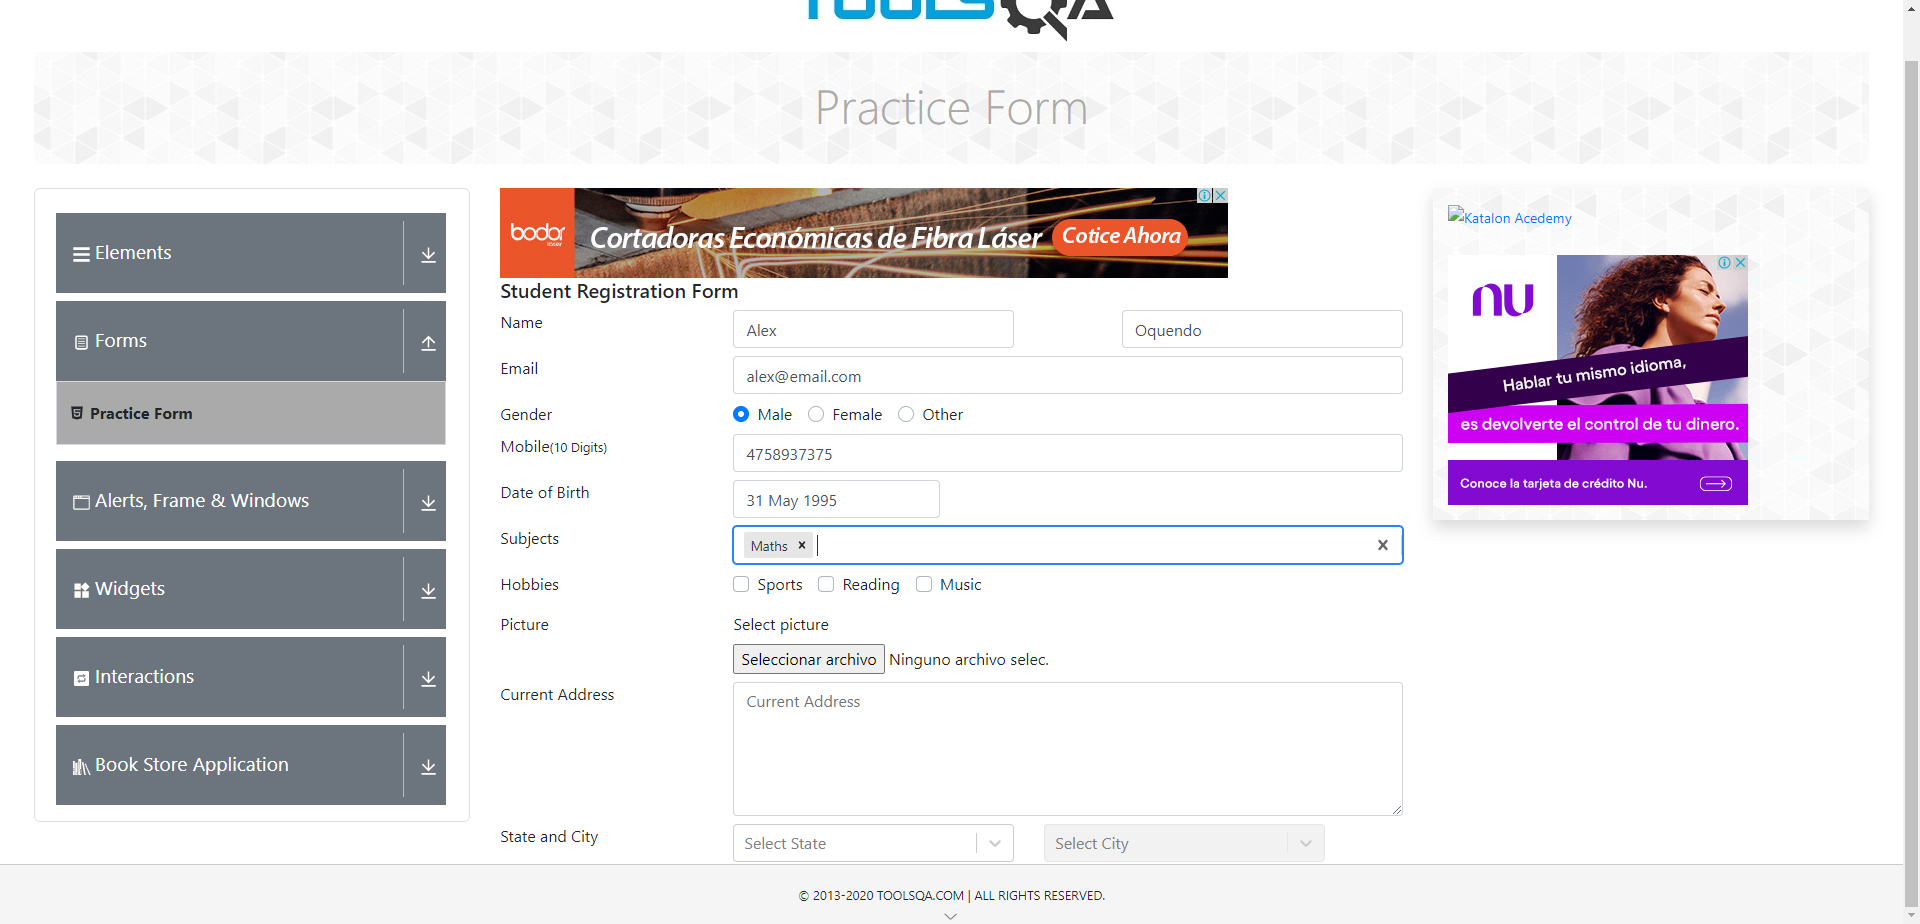 TOOLSQA
Practice Form
Elements
Forms
Practice Form
Alerts, Frame & Windows
Widgets
Interactions
Book Store Application
bodor
laser
Cortadoras Económicas de Fibra Láser
Cotice Ahora
Student Registration Form
Name
Alex
Oquendo
Email
alex@email.com
Gender
Male
Female
Other
Mobile(10 Digits)
4758937375
Date of Birth
31 May 1995
Subjects
Maths
Hobbies
Sports
Reading
Music
Picture
Select picture
Seleccionar archivo
Ninguno archivo selec.
Current Address
Current Address
State and City
Select State
Select City
Katalon Acedemy
nu
Hablar tu mismo idioma,
es devolverte el control de tu dinero.
Conoce la tarjeta de crédito Nu.
© 2013-2020 TOOLSQA.COM | ALL RIGHTS RESERVED.